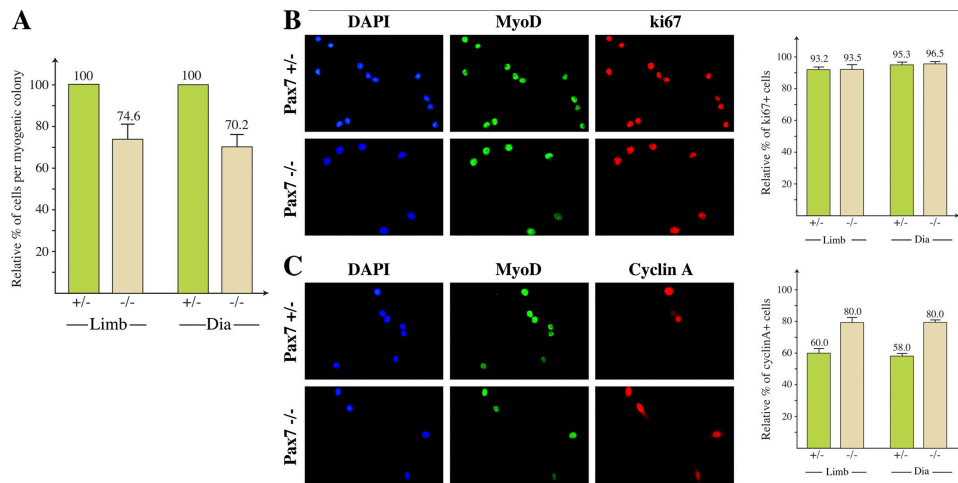 A
Relative % of cells per myogenic colony
100
80
60
40
20
100
74.6
100
70.2
+/-
-/-
+/-
-/-
Limb
Dia
B
DAPI
MyoD
ki67
Pax7 +/-
Pax7 -/-
Relative % of ki67+ cells
100
80
60
40
20
93.2
93.5
95.3
96.5
+/-
-/-
+/-
-/-
Limb
Dia
C
DAPI
MyoD
Cyclin A
Pax7 +/-
Pax7 -/-
Relative % of cyclinA+ cells
100
80
60
40
20
60.0
80.0
58.0
80.0
+/-
-/-
+/-
-/-
Limb
Dia